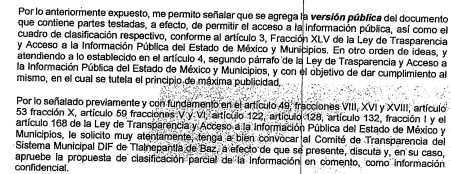 Por lo anteriormente expuesto, me permito señalar que se agrega la versión pública del documento
que contiene partes testadas, a efecto, de permitir el acceso a la información pública, así como el
cuadro de clasificación respectivo, conforme al artículo 3, Fracción XLV de la Ley de Trasparencia
y Acceso a la Información Pública del Estado de México y Municipios. En otro orden de ideas, y
atendiendo a lo establecido en el artículo 4, segundo párrafo de la Ley de Trasparencia y Acceso a
la Información Pública del Estado de México y Municipios, y con el objetivo de dar cumplimiento al
mismo, en el cual se tutela el principio de máxima publicidad.
Por lo señalado previamente y con fundamento en el artículo 49, fracciones VIII, XVI y XVIII, artículo
53 fracción X, artículo 59 fracciones V y VI, artículo 122, artículo 128, artículo 132, fracción I y el
artículo 168 de la Ley de Transparencia y Acceso a la Información Pública del Estado de México y
Municipios, le solicito muy atentamente, tenga a bien convocar al Comité de Transparencia del
Sistema Municipal DIF de Tlalnepantla de Baz, a efecto de que se presente, discuta y, en su caso,
apruebe la propuesta de clasificación parcial de la información en comento, como información
confidencial.